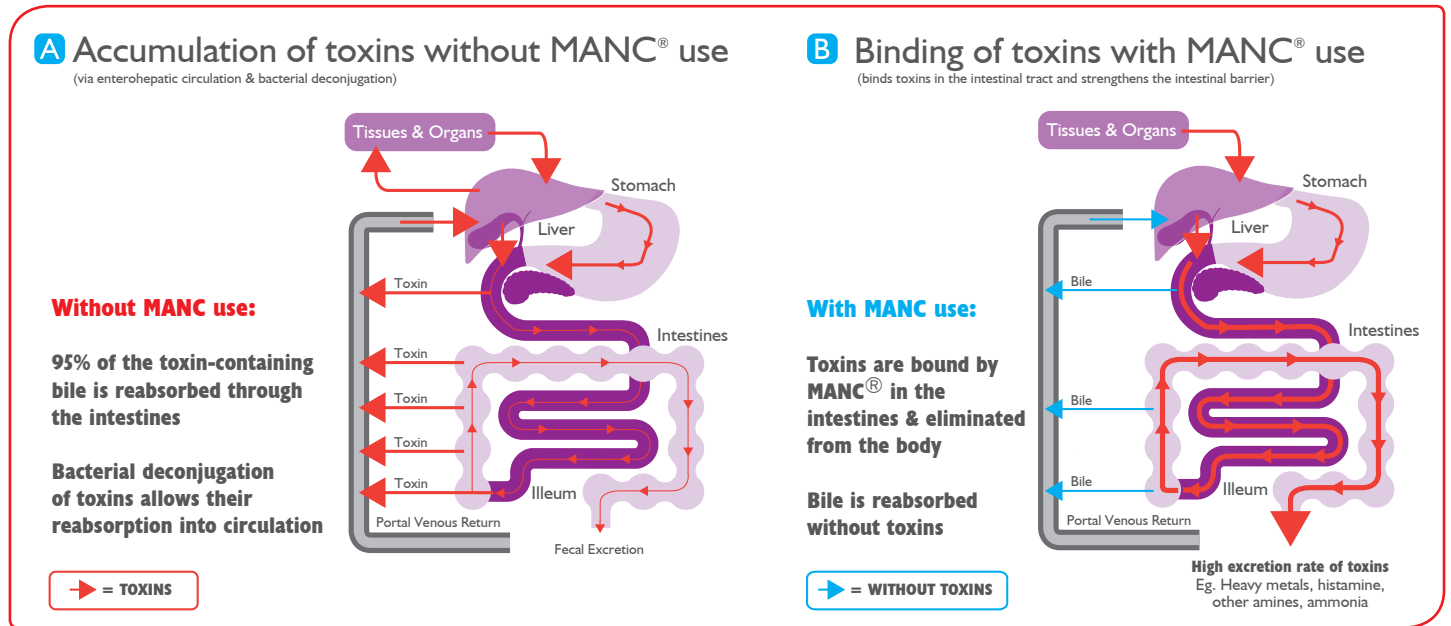 A Accumulation of toxins without MANC® use
(via enterohepatic circulation & bacterial deconjugation)
Tissues & Organs
Stomach
Liver
Toxin
Without MANC use:
Intestines
95% of the toxin-containing
bile is reabsorbed through
the intestines
Toxin
Toxin
Toxin
Bacterial deconjugation
of toxins allows their
reabsorption into circulation
Toxin
Illeum
Portal Venous Return
Fecal Excretion
= TOXINS
B Binding of toxins with MANC® use
(binds toxins in the intestinal tract and strengthens the intestinal barrier)
Tissues & Organs
Stomach
Liver
Bile
With MANC use:
Intestines
Toxins are bound by
MANC® in the
intestines & eliminated
from the body
Bile
Bile is reabsorbed
without toxins
Bile
Illeum
Portal Venous Return
High excretion rate of toxins
Eg. Heavy metals, histamine,
other amines, ammonia
= WITHOUT TOXINS